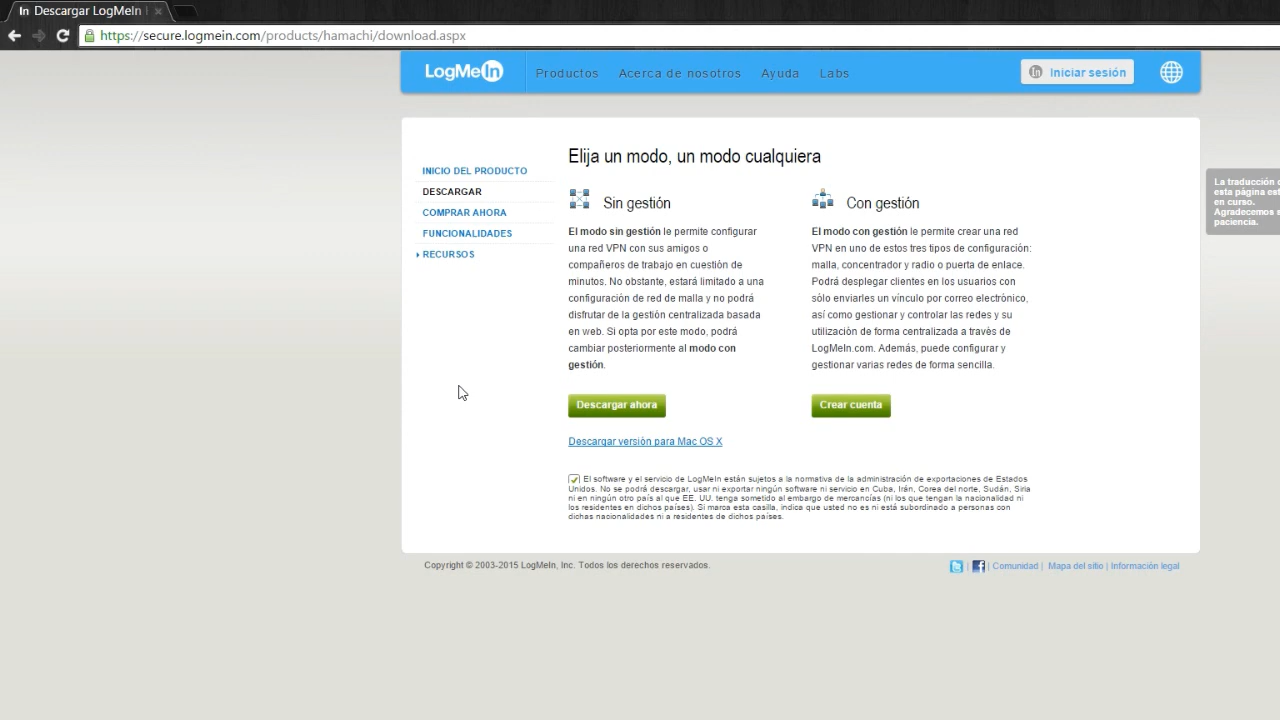 In Descargar LogMeIn
https://secure.logmein.com/products/hamachi/download.aspx
LogMeIn Productos Acerca de nosotros Ayuda Labs In Iniciar sesión
Elija un modo, un modo cualquiera
INICIO DEL PRODUCTO
DESCARGAR
COMPRAR AHORA
FUNCIONALIDADES
RECURSOS
Sin gestión
El modo sin gestión le permite configurar
una red VPN con sus amigos o
compañeros de trabajo en cuestión de
minutos. No obstante, estará limitado a una
configuración de red de malla y no podrá
disfrutar de la gestión centralizada basada
en web. Si opta por este modo, podrá
cambiar posteriormente al modo con
gestión.
Descargar ahora
Descargar versión para Mac OS X
Con gestión
El modo con gestión le permite crear una red
VPN en uno de estos tres tipos de configuración:
malla, concentrador y radio o puerta de enlace.
Podrá desplegar clientes en los usuarios con
sólo enviarles un vínculo por correo electrónico,
así como gestionar y controlar las redes y su
utilización de forma centralizada a través de
LogMeIn.com. Además, puede configurar y
gestionar varias redes de forma sencilla.
Crear cuenta
El software y el servicio de LogMeIn están sujetos a la normativa de la administración de exportaciones de Estados
Unidos. No se podrá descargar, usar ni exportar ningún software ni servicio en Cuba, Irán, Corea del norte, Sudán, Siria
ni en ningún otro país al que EE. UU. tenga sometido al embargo de mercancías (ni los que tengan la nacionalidad ni
los residentes en dichos países). Si marca esta casilla, indica que usted no es ni está subordinado a personas con
dichas nacionalidades ni a residentes de dichos países.
La traducción
esta página
en curso.
Agradecemos
paciencia.
Copyright © 2003-2015 LogMeIn, Inc. Todos los derechos reservados. | | Comunidad | Mapa del sitio | Información legal